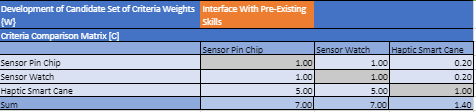 Development of Candidate Set of Criteria Weights {W} Interface With Pre-Existing Skills
Criteria Comparison Matrix [C]
Sensor Pin Chip Sensor Watch Haptic Smart Cane
Sensor Pin Chip 1.00 1.00 0.20
Sensor Watch 1.00 1.00 0.20
Haptic Smart Cane 5.00 5.00 1.00
Sum 7.00 7.00 1.40